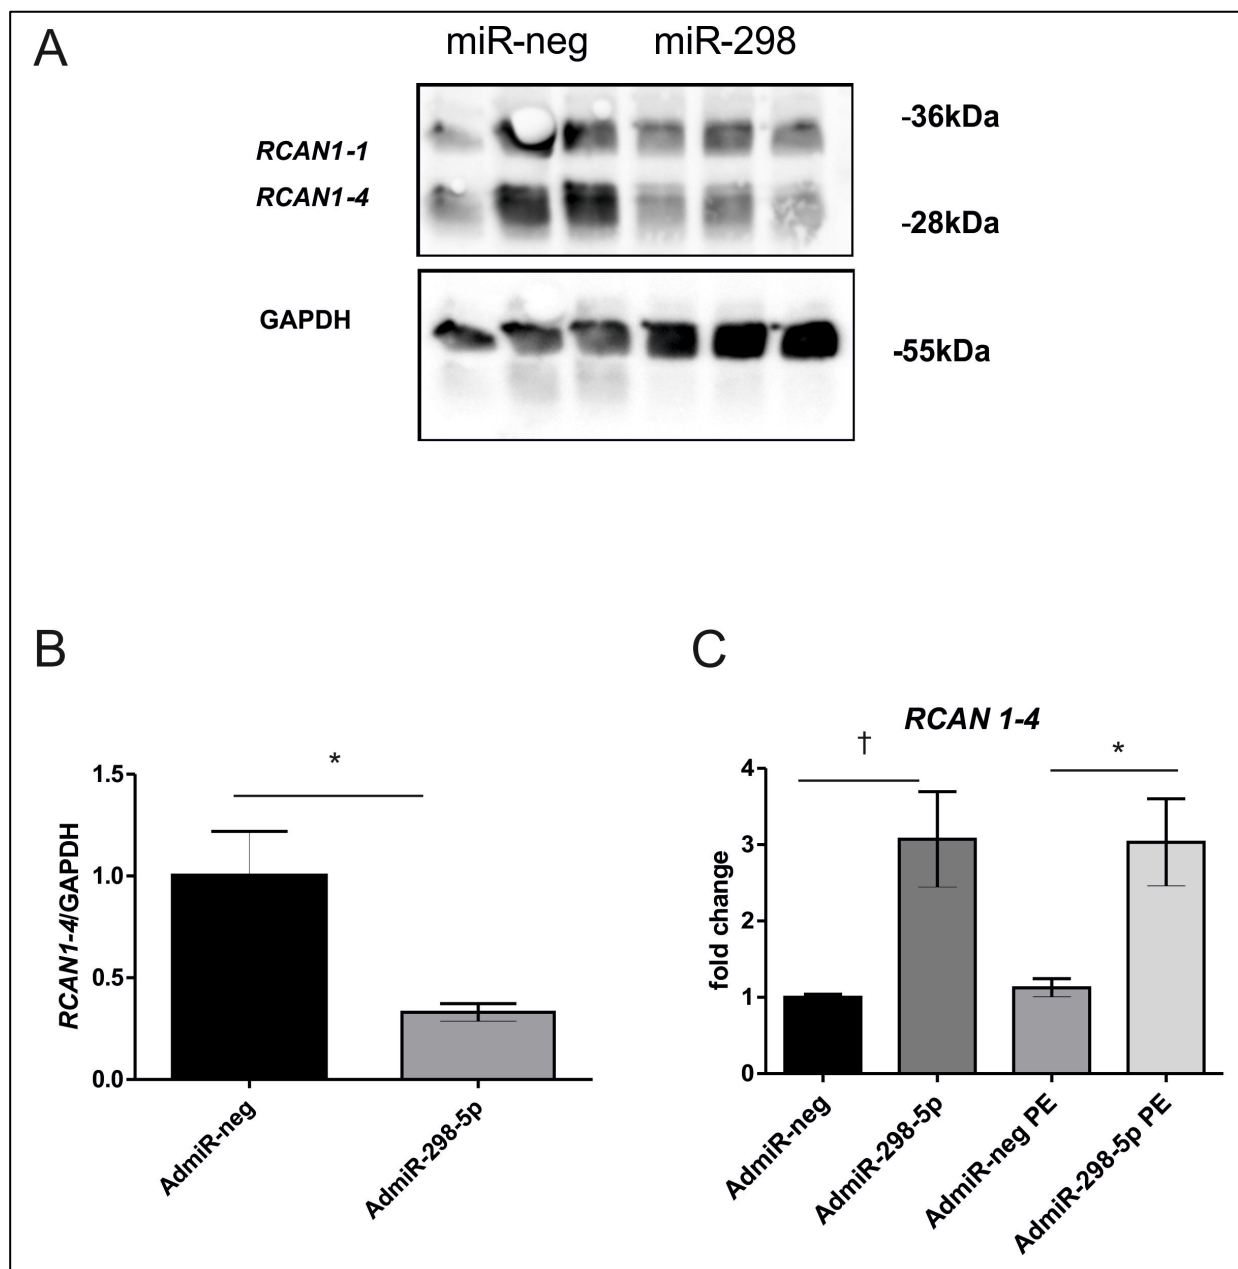 A
miR-neg miR-298
-36kDa
RCAN1-1
RCAN1-4
-28kDa
GAPDH
-55kDa
B
C
RCAN1-4/GAPDH
1.5
1.0
0.5
0.0
*
AdmiR-neg
AdmiR-298-5p
RCAN 1-4
fold change
4
3
2
1
0
†
*
AdmiR-neg
AdmiR-298-5p
AdmiR-neg PE
AdmiR-298-5p PE